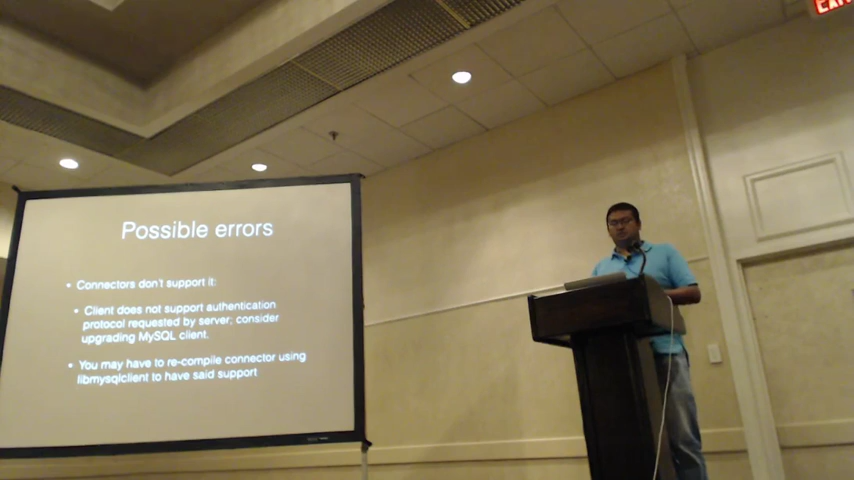 EXIT
Possible errors
• Connectors don't support it:
• Client does not support authentication
protocol requested by server; consider
upgrading MySQL client.
• You may have to re-compile connector using
libmysqlclient to have said support